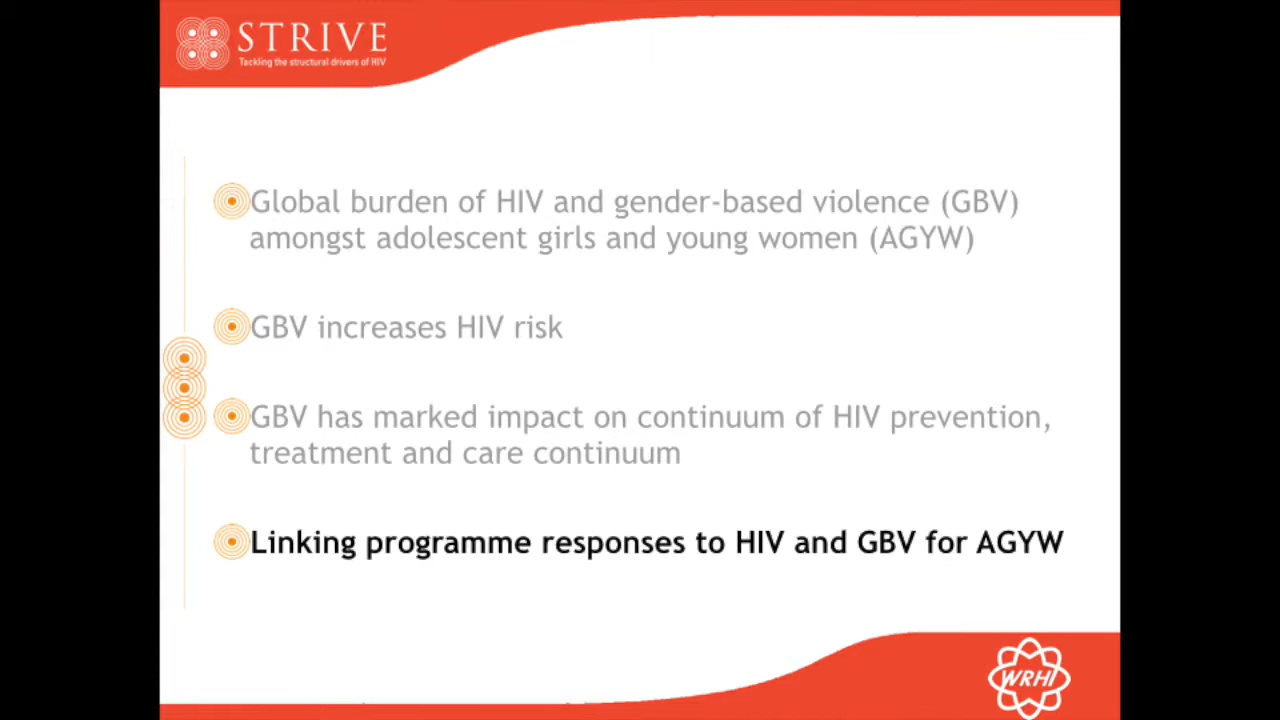 STRIVE
Tackling the structural drivers of HIV
Global burden of HIV and gender-based violence (GBV)
amongst adolescent girls and young women (AGYW)
GBV increases HIV risk
GBV has marked impact on continuum of HIV prevention,
treatment and care continuum
Linking programme responses to HIV and GBV for AGYW
WRHI